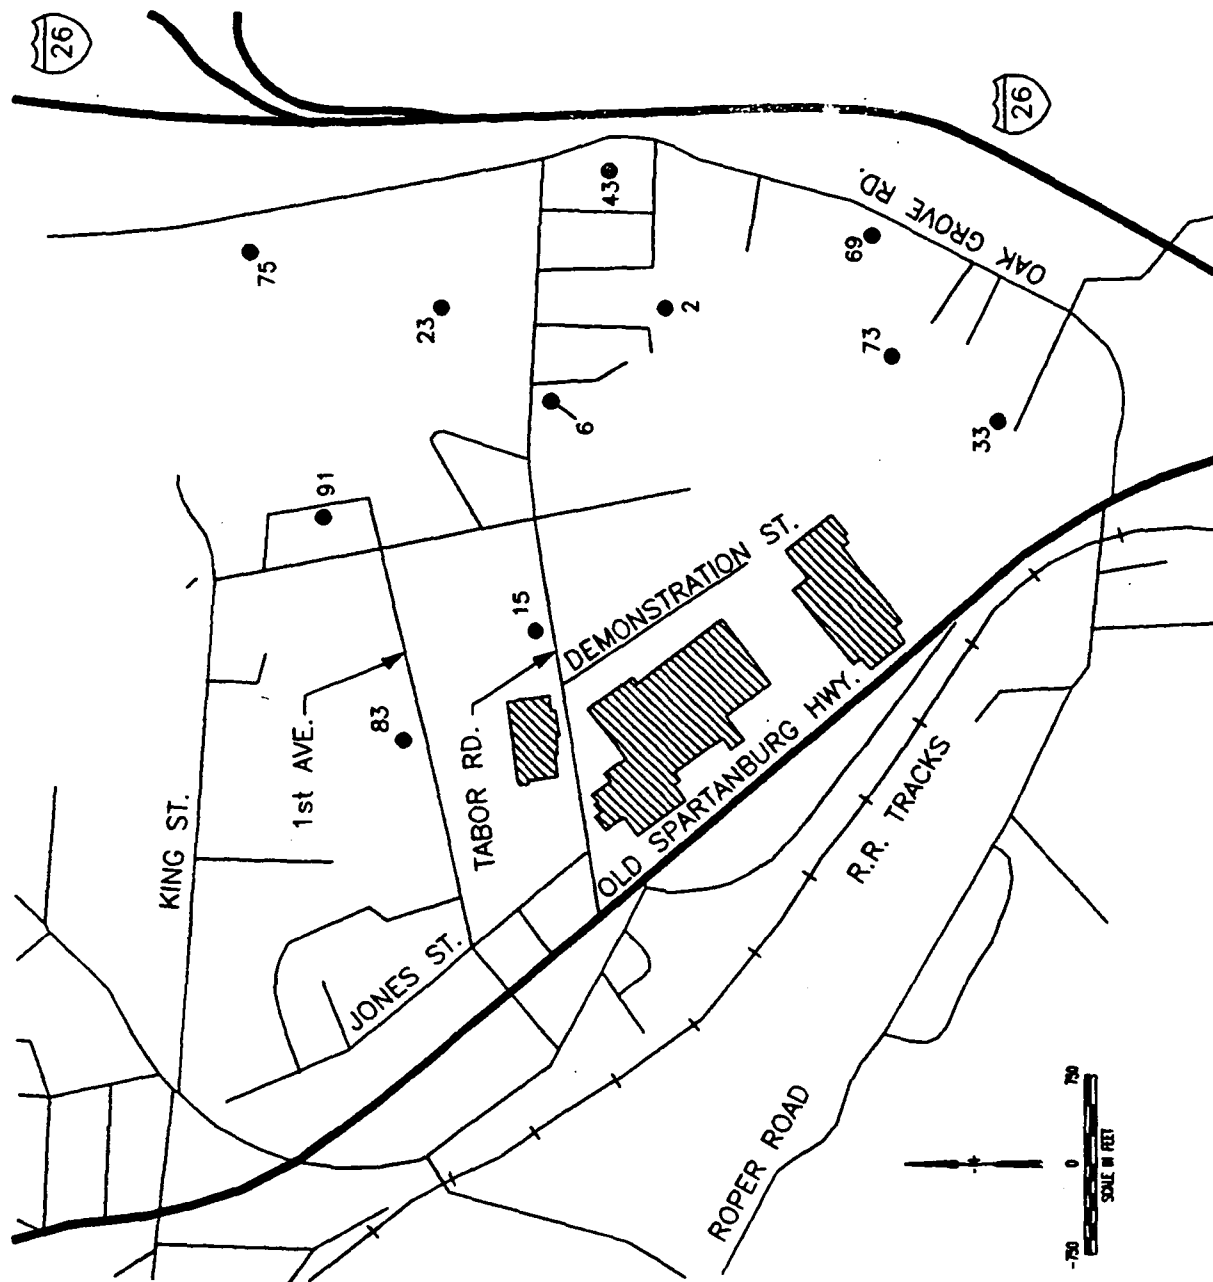 26
26
OAK GROVE RD.
75
43
69
23
2
73
6
33
91
15
DEMONSTRATION ST.
1st AVE.
83
TABOR RD.
KING ST.
OLD SPARTANBURG HWY.
R.R. TRACKS
JONES ST.
ROPER ROAD
-750 0 750
SCALE IN FEET